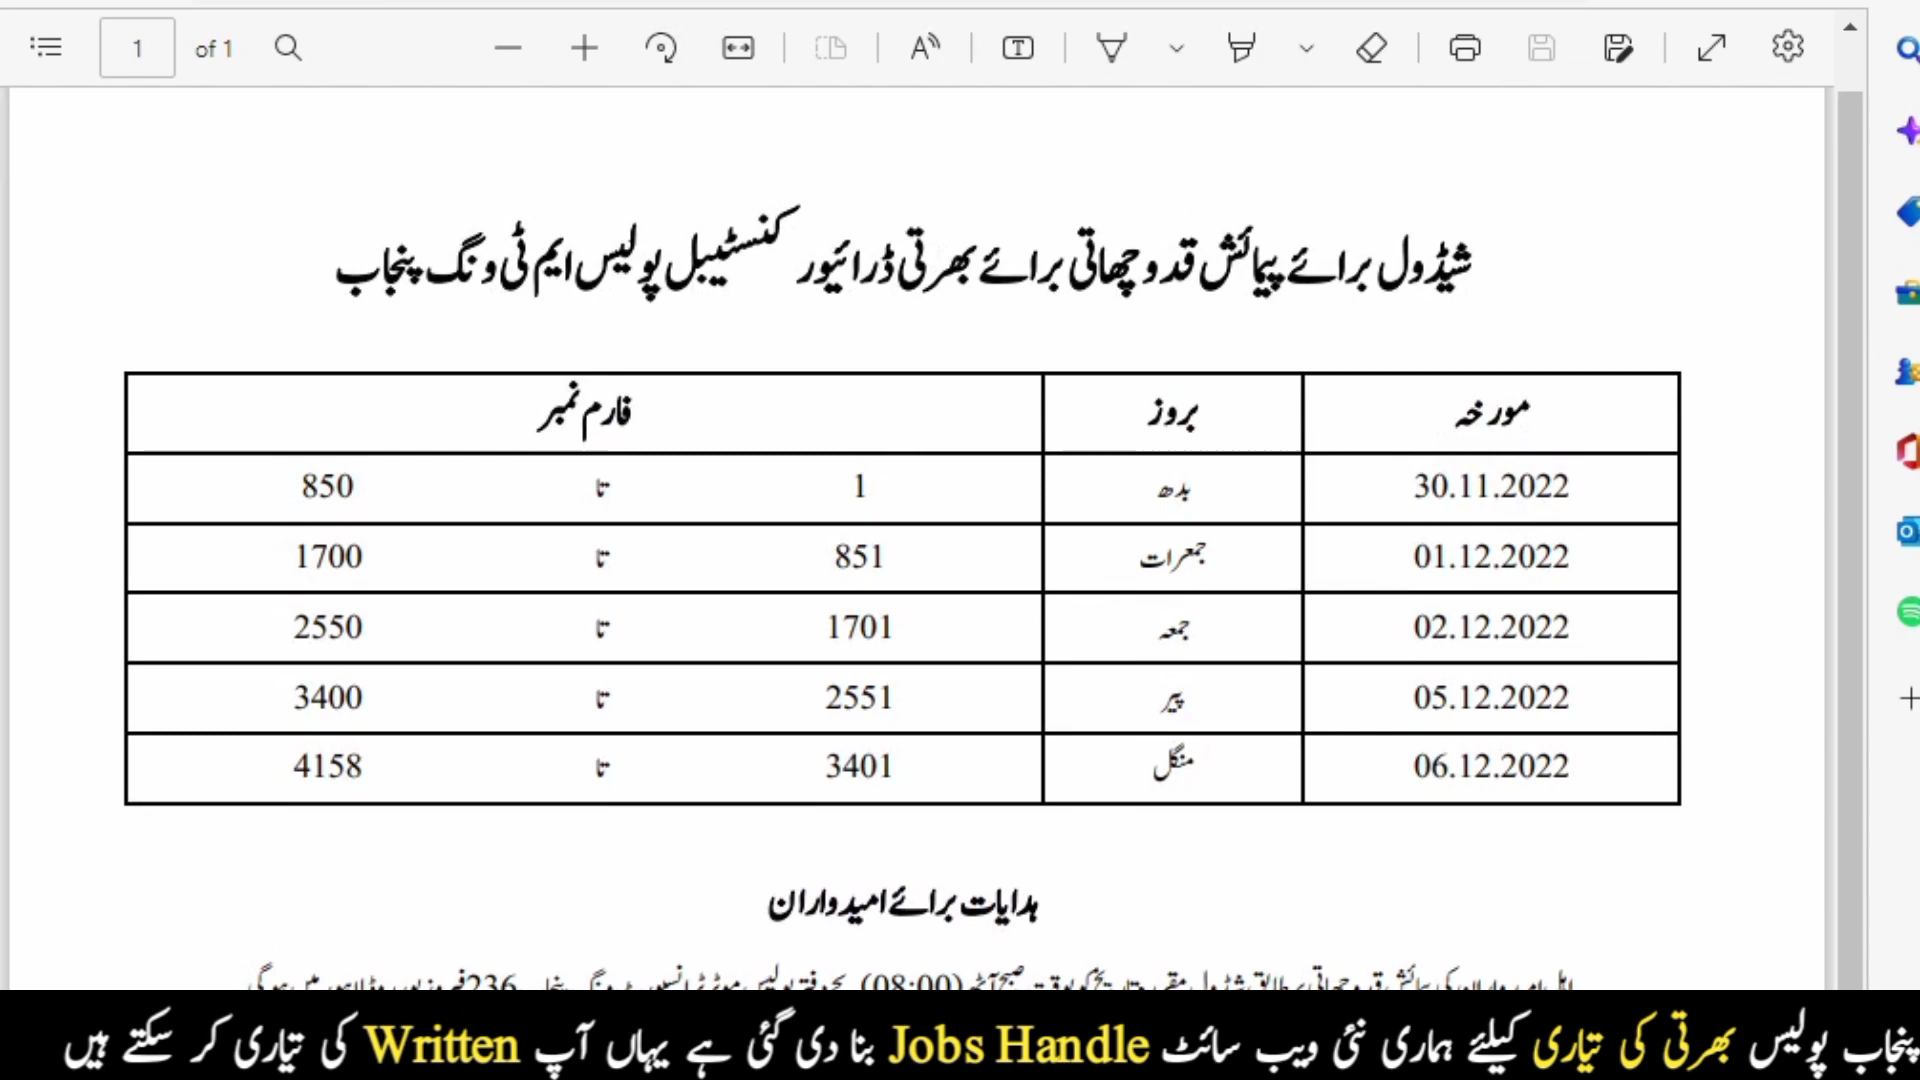 1 of 1
شیڈول برائے پیمائش قد و چھاتی برائے بھرتی ڈرائیور کنسٹیبل پولیس ایم ٹی ونگ پنجاب
مورخہ بروز فارم نمبر
30.11.2022 بدھ 1 تا 850
01.12.2022 جمعرات 851 تا 1700
02.12.2022 جمعہ 1701 تا 2550
05.12.2022 پیر 2551 تا 3400
06.12.2022 منگل 3401 تا 4158
ہدایات برائے امیدواران
(08:00) 236
پنجاب پولیس بھرتی کی تیاری کیلئے ہماری نئی ویب سائٹ Jobs Handle بنا دی گئی ہے یہاں آپ Written کی تیاری کر سکتے ہیں